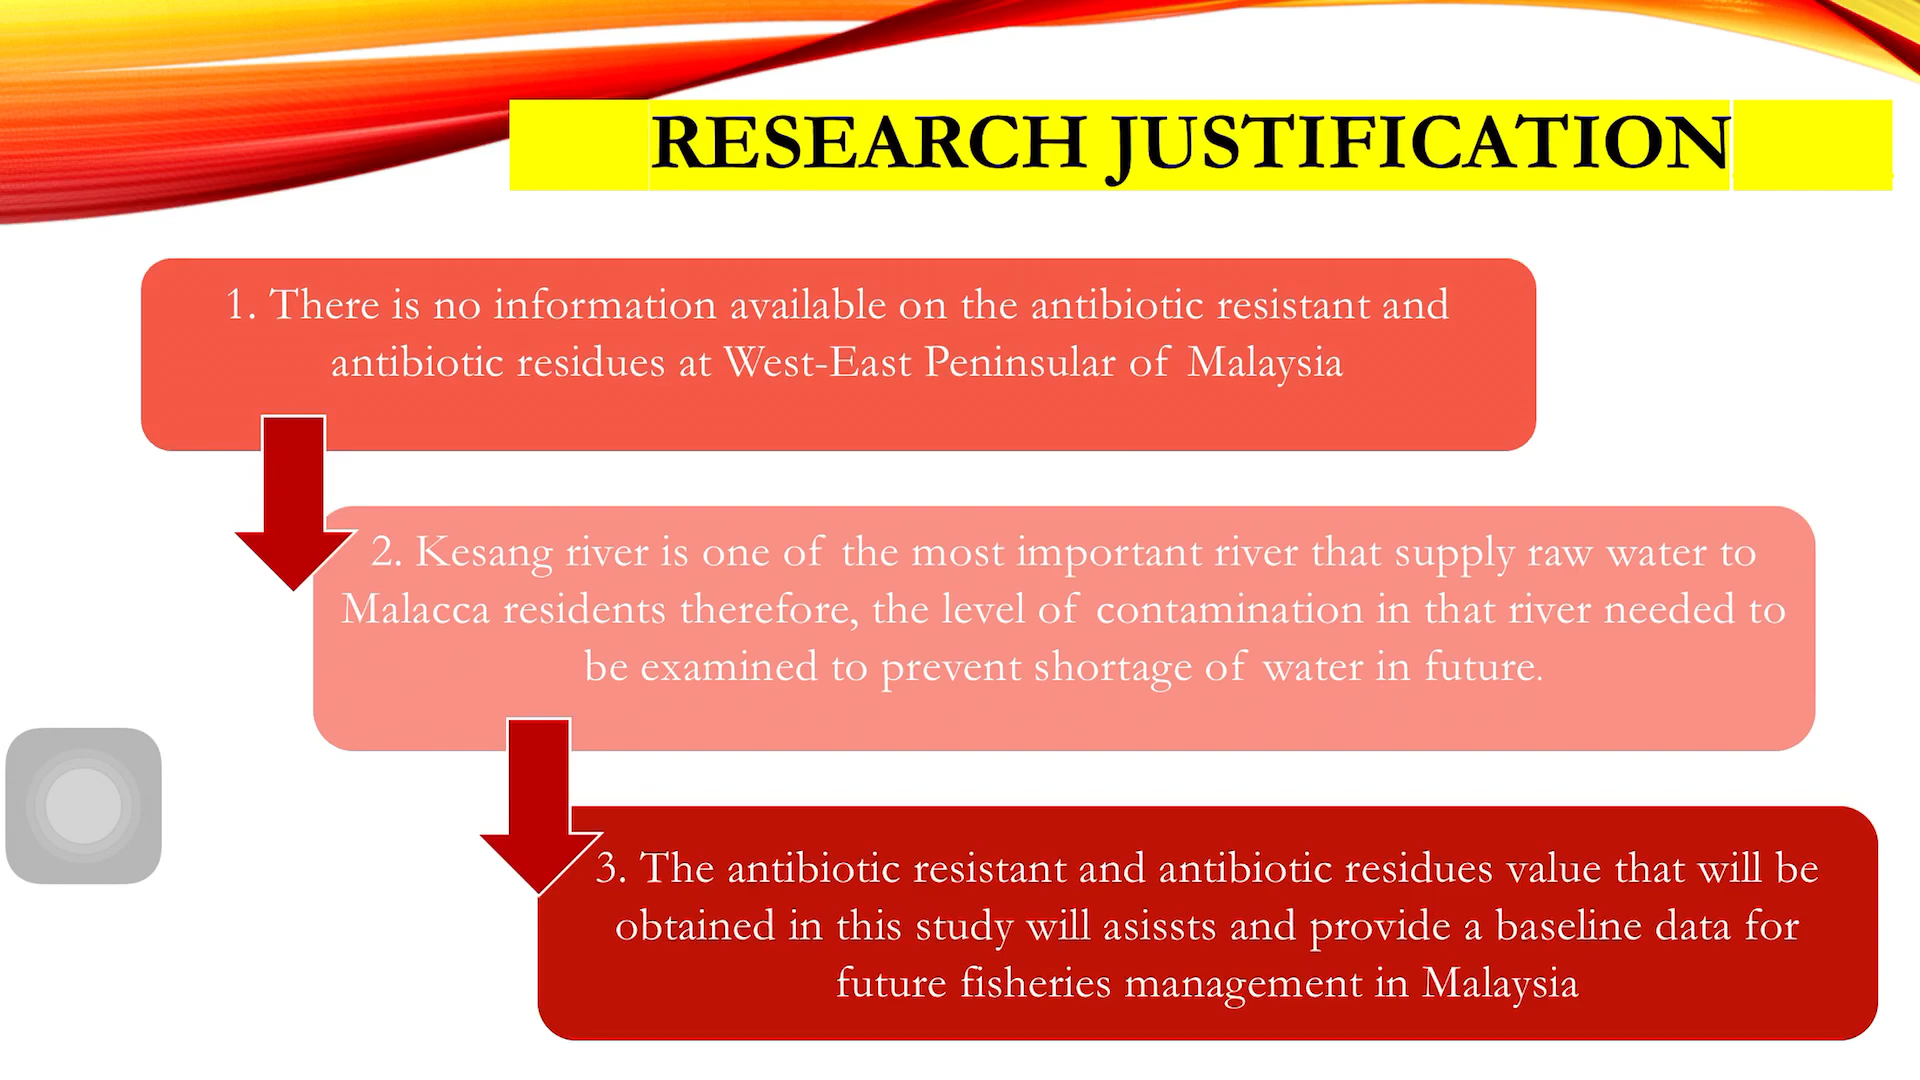 RESEARCH JUSTIFICATION
1. There is no information available on the antibiotic resistant and
antibiotic residues at West-East Peninsular of Malaysia
2. Kesang river is one of the most important river that supply raw water to
Malacca residents therefore, the level of contamination in that river needed to
be examined to prevent shortage of water in future.
3. The antibiotic resistant and antibiotic residues value that will be
obtained in this study will asissts and provide a baseline data for
future fisheries management in Malaysia